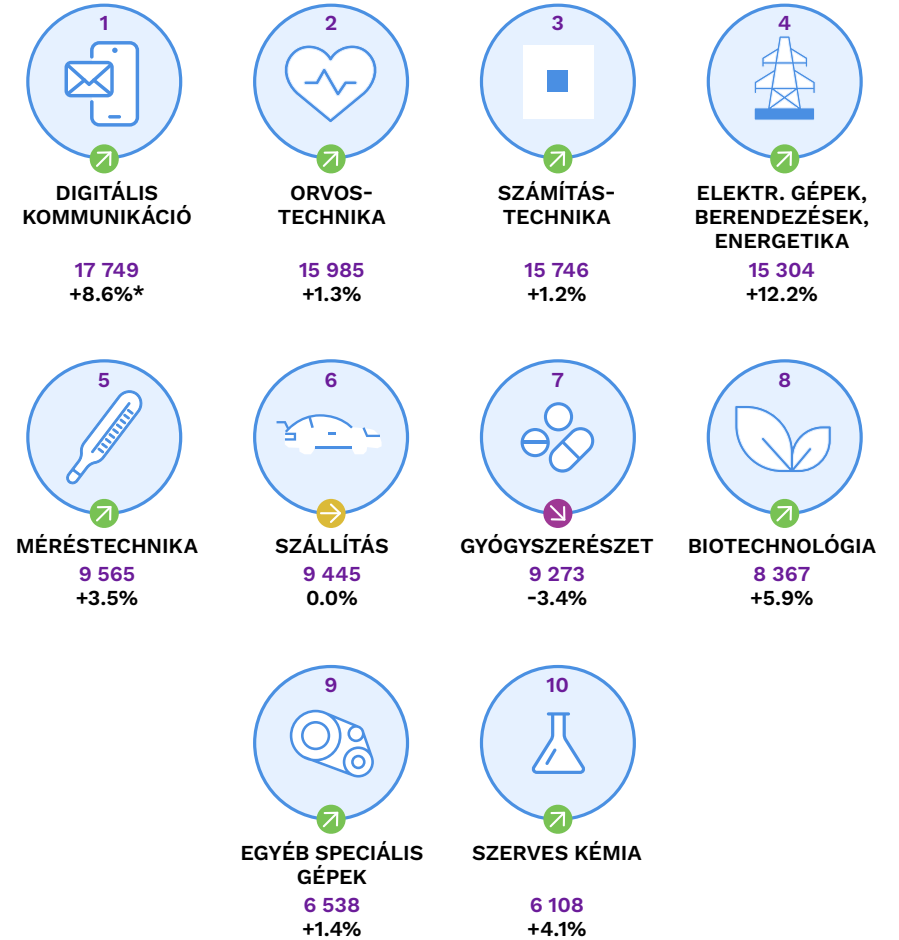 1
DIGITÁLIS
KOMMUNIKÁCIÓ
17 749
+8.6%*
2
ORVOS-
TECHNIKA
15 985
+1.3%
3
SZÁMÍTÁS-
TECHNIKA
15 746
+1.2%
4
ELEKTR. GÉPEK,
BERENDEZÉSEK,
ENERGETIKA
15 304
+12.2%
5
MÉRÉSTECHNIKA
9 565
+3.5%
6
SZÁLLÍTÁS
9 445
0.0%
7
GYÓGYSZERÉSZET
9 273
-3.4%
8
BIOTECHNOLÓGIA
8 367
+5.9%
9
EGYÉB SPECIÁLIS
GÉPEK
6 538
+1.4%
10
SZERVES KÉMIA
6 108
+4.1%